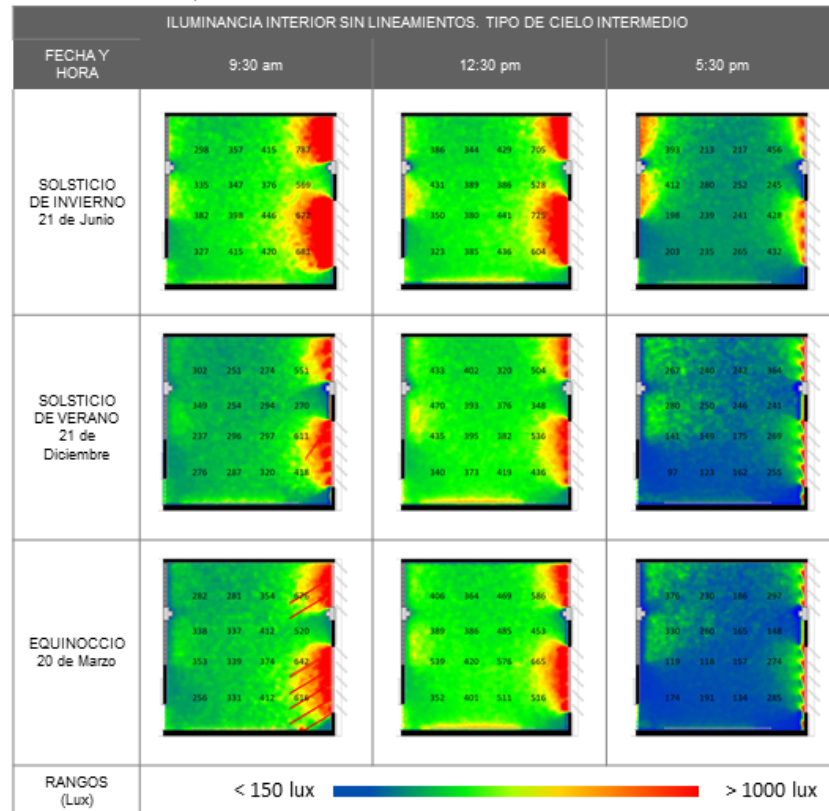 ILUMINANCIA INTERIOR SIN LINEAMIENTOS. TIPO DE CIELO INTERMEDIO
FECHA Y
HORA
9:30 am
12:30 pm
5:30 pm
SOLSTICIO
DE INVIERNO
21 de Junio
298 357 415 787
335 347 376 569
382 398 446 672
327 415 420 681
386 344 429 705
431 389 386 528
350 380 441 725
323 385 436 604
393 213 217 456
412 280 252 245
198 239 241 428
203 235 265 432
SOLSTICIO
DE VERANO
21 de
Diciembre
302 251 274 551
349 254 294 270
237 296 297 611
276 287 320 418
433 402 320 504
470 393 376 348
435 395 382 536
340 373 419 436
267 240 242 364
280 250 246 241
141 149 175 269
97 123 162 255
EQUINOCCIO
20 de Marzo
282 281 354 676
338 337 412 520
353 339 374 642
256 331 412 616
406 364 469 586
389 386 485 453
539 420 576 665
352 401 511 516
376 230 186 297
330 260 165 148
119 118 157 274
174 191 134 285
RANGOS
(Lux)
< 150 lux
> 1000 lux